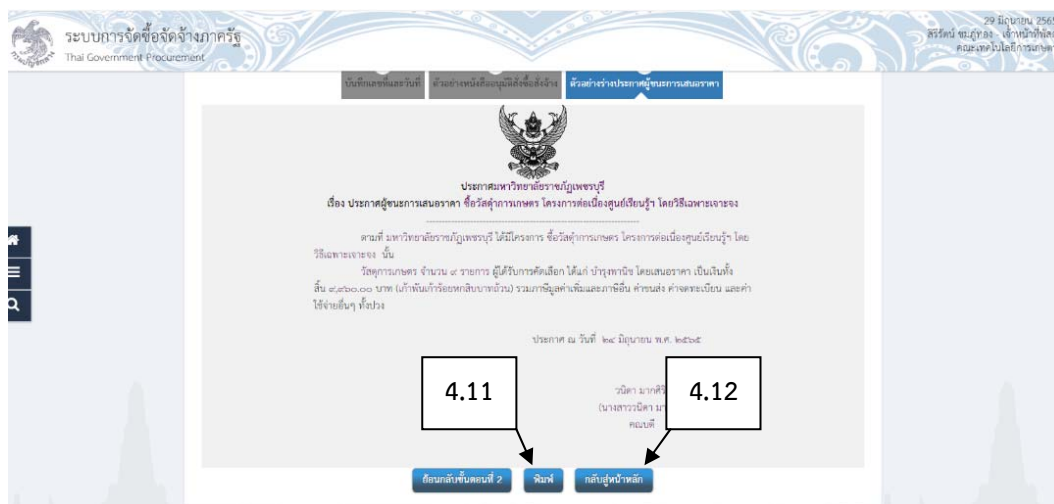 ระบบการจัดซื้อจัดจ้างภาครัฐ
Thai Government Procurement
29 มิถุนายน 256
คณะเทคโนโลยีการเกษตร
บันทึกเลขที่และวันที่ ตัวอย่างหนังสืออนุมัติสั่งซื้อสั่งจ้าง ตัวอย่างร่างประกาศผู้ชนะการเสนอราคา
ประกาศมหาวิทยาลัยราชภัฏเพชรบุรี
เรื่อง ประกาศผู้ชนะการเสนอราคา ซื้อวัสดุการเกษตร โครงการต่อเนื่องศูนย์เรียนรู้ฯ โดยวิธีเฉพาะเจาะจง
ตามที่ มหาวิทยาลัยราชภัฏเพชรบุรี ได้มีโครงการ ซื้อวัสดุการเกษตร โครงการต่อเนื่องศูนย์เรียนรู้ฯ โดย
วิธีเฉพาะเจาะจง นั้น
วัสดุการเกษตร จำนวน ๙ รายการ ผู้ได้รับการคัดเลือก ได้แก่ บำรุงพานิช โดยเสนอราคา เป็นเงินทั้ง
สิ้น ๙,๙๖๐.๐๐ บาท (เก้าพันเก้าร้อยหกสิบบาทถ้วน) รวมภาษีมูลค่าเพิ่มและภาษีอื่น ค่าขนส่ง ค่าจดทะเบียน และค่า
ใช้จ่ายอื่นๆ ทั้งปวง
ประกาศ ณ วันที่ ๒๙ มิถุนายน พ.ศ. ๒๕๖๕
4.11
4.12
วนิดา มากศิริ
(นางสาววนิดา มา
คณบดี
ย้อนกลับขั้นตอนที่ 2 พิมพ์ กลับสู่หน้าหลัก